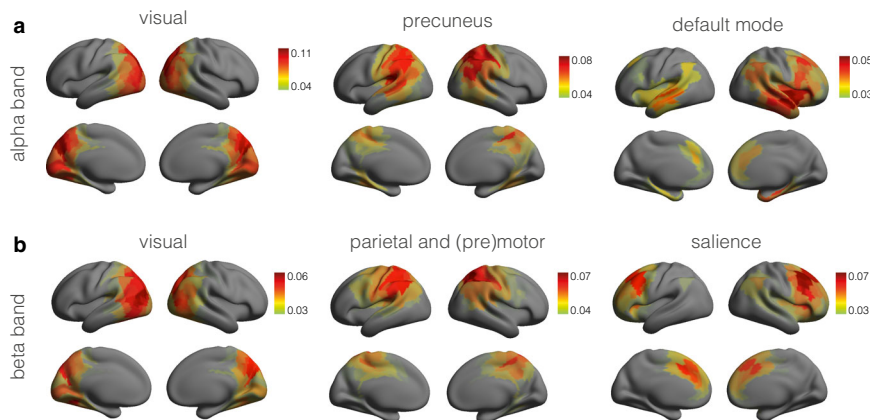 a
visual
precuneus
default mode
alpha band
0.11
0.04
0.08
0.04
0.05
0.03
b
visual
parietal and (pre)motor
salience
beta band
0.06
0.03
0.07
0.04
0.07
0.03